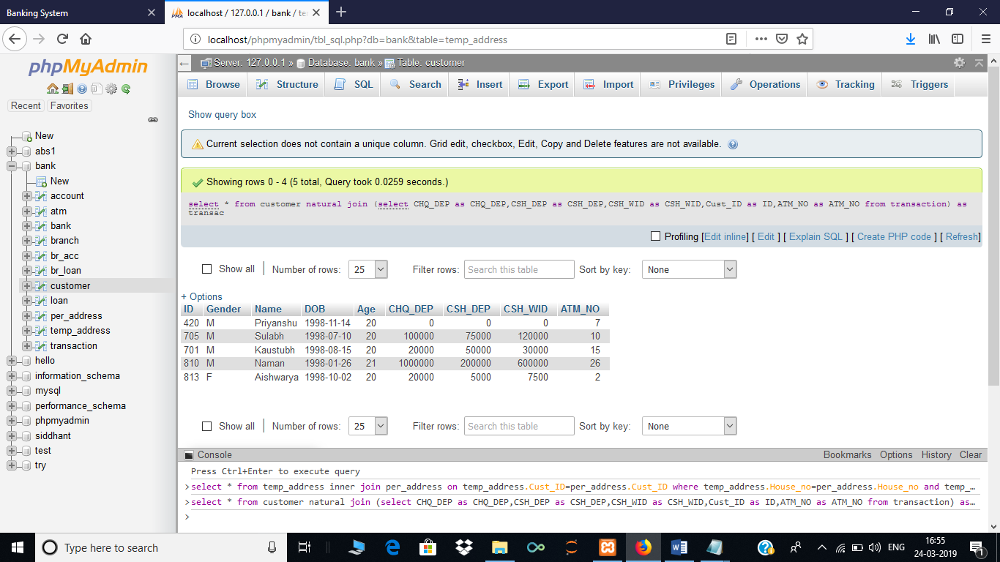 Banking System
localhost / 127.0.0.1 / bank / te
localhost/phpmyadmin/tbl_sql.php?db=bank&table=temp_address
phpMyAdmin
Recent Favorites
New
abs1
bank
New
account
atm
bank
branch
br_acc
br_loan
customer
loan
per_address
temp_address
transaction
hello
information_schema
mysql
performance_schema
phpmyadmin
siddhant
test
try
Server: 127.0.0.1 » Database: bank » Table: customer
Browse Structure SQL Search Insert Export Import Privileges Operations Tracking Triggers
Show query box
Current selection does not contain a unique column. Grid edit, checkbox, Edit, Copy and Delete features are not available.
Showing rows 0 - 4 (5 total, Query took 0.0259 seconds.)
select * from customer natural join (select CHQ_DEP as CHQ_DEP,CSH_DEP as CSH_DEP,CSH_WID as CSH_WID,Cust_ID as ID,ATM_NO as ATM_NO from transaction) as
transac
Profiling [Edit inline] [ Edit ] [ Explain SQL ] [ Create PHP code ] [ Refresh]
Show all Number of rows: 25 Filter rows: Search this table Sort by key: None
+ Options
ID Gender Name DOB Age CHQ_DEP CSH_DEP CSH_WID ATM_NO
420 M Priyanshu 1998-11-14 20 0 0 0 7
705 M Sulabh 1998-07-10 20 100000 75000 120000 10
701 M Kaustubh 1998-08-15 20 20000 50000 30000 15
810 M Naman 1998-01-26 21 1000000 200000 600000 26
813 F Aishwarya 1998-10-02 20 20000 5000 7500 2
Show all Number of rows: 25 Filter rows: Search this table Sort by key: None
Console Bookmarks Options History Clear
Press Ctrl+Enter to execute query
>select * from temp_address inner join per_address on temp_address.Cust_ID=per_address.Cust_ID where temp_address.House_no=per_address.House_no and temp_…
>select * from customer natural join (select CHQ_DEP as CHQ_DEP,CSH_DEP as CSH_DEP,CSH_WID as CSH_WID,Cust_ID as ID,ATM_NO as ATM_NO from transaction) as…
>
Type here to search
ENG
16:55
24-03-2019
1